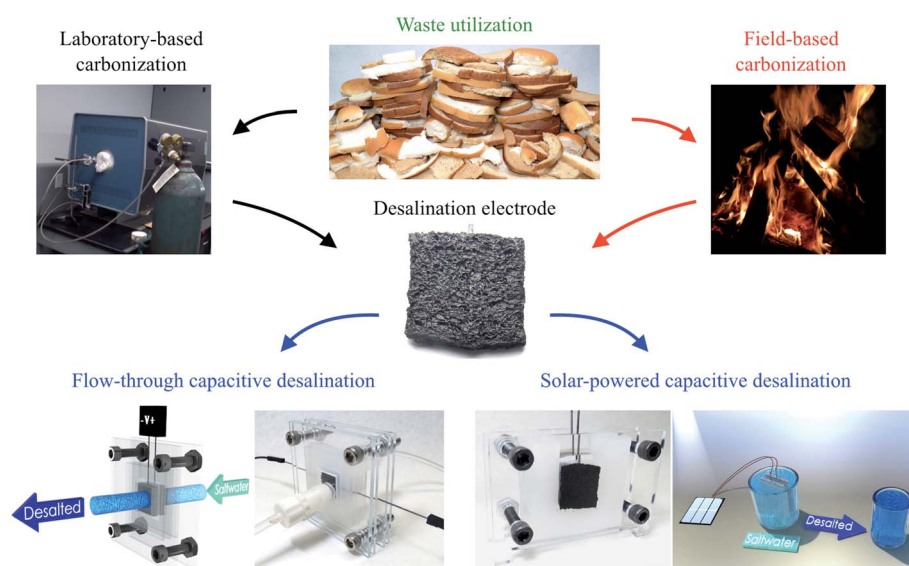 Waste utilization
Laboratory-based
carbonization
Field-based
carbonization
Desalination electrode
Flow-through capacitive desalination
Solar-powered capacitive desalination
-V+
Desalted
Saltwater
Desalted
Saltwater